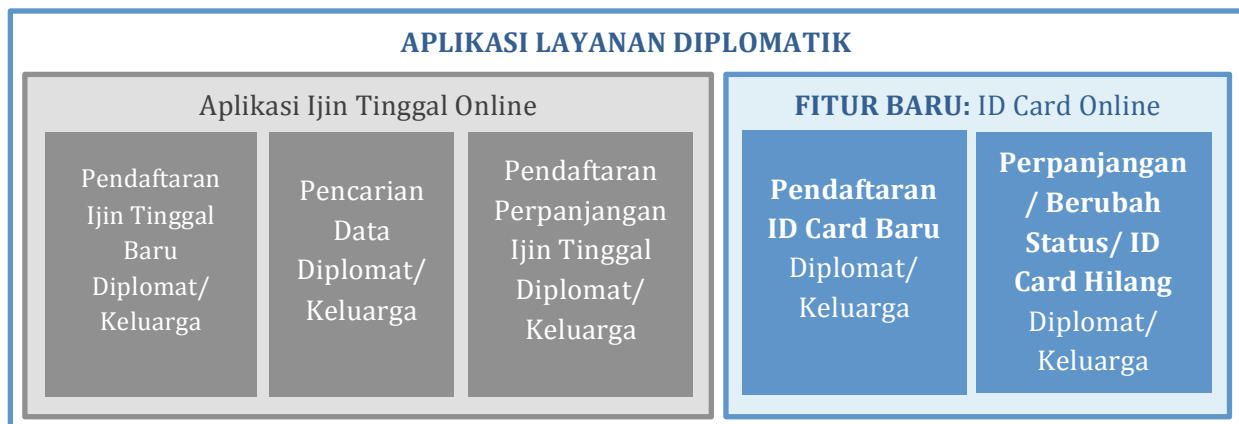 APLIKASI LAYANAN DIPLOMATIK
Aplikasi Ijin Tinggal Online
Pendaftaran
Ijin Tinggal
Baru
Diplomat/
Keluarga
Pencarian
Data
Diplomat/
Keluarga
Pendaftaran
Perpanjangan
Ijin Tinggal
Diplomat/
Keluarga
FITUR BARU: ID Card Online
Pendaftaran
ID Card Baru
Diplomat/
Keluarga
Perpanjangan
/ Berubah
Status/ ID
Card Hilang
Diplomat/
Keluarga